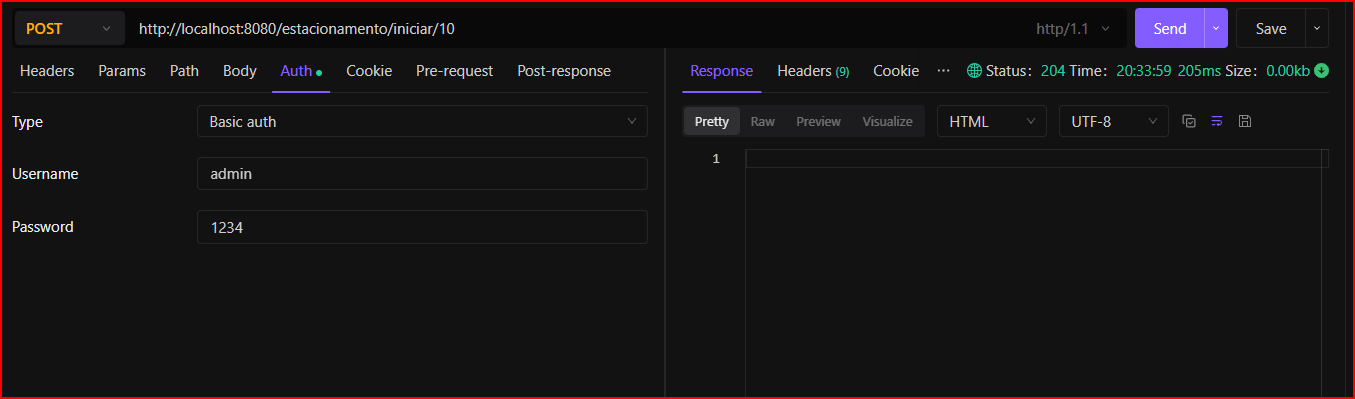 POST http://localhost:8080/estacionamento/iniciar/10 http/1.1 Send Save
Headers Params Path Body Auth Cookie Pre-request Post-response
Type Basic auth
Username admin
Password 1234
Response Headers (9) Cookie ··· Status: 204 Time: 20:33:59 205ms Size: 0.00kb
Pretty Raw Preview Visualize HTML UTF-8
1